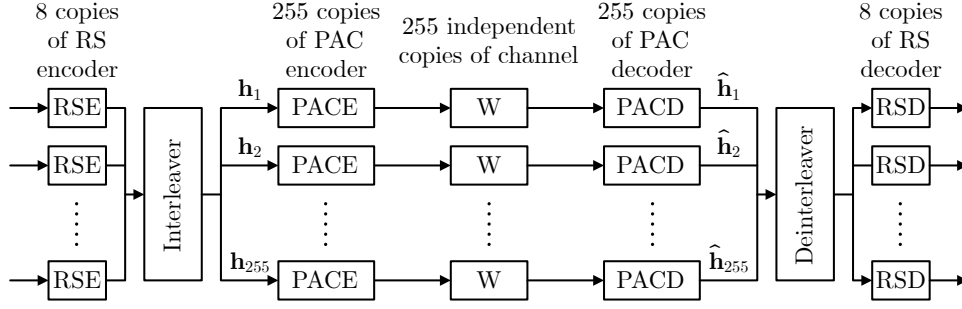 8 copies
of RS
encoder
255 copies
of PAC
encoder
255 independent
copies of channel
255 copies
of PAC
decoder
8 copies
of RS
decoder
RSE
RSE
RSE
Interleaver
h₁
h₂
h₂₅₅
PACE
PACE
PACE
W
W
W
PACD
PACD
PACD
ĥ₁
ĥ₂
ĥ₂₅₅
Deinterleaver
RSD
RSD
RSD